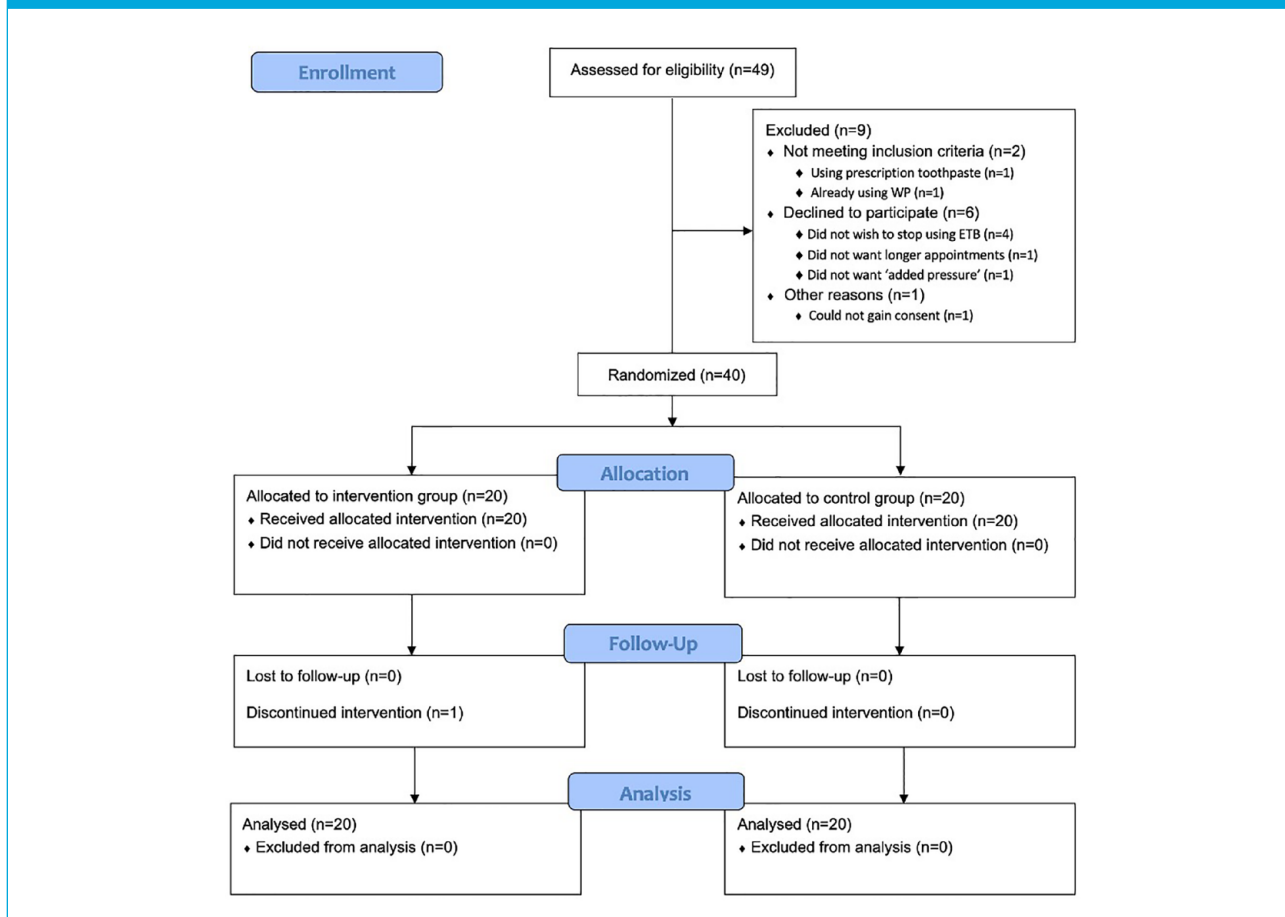 Enrollment
Assessed for eligibility (n=49)
Excluded (n=9)
♦ Not meeting inclusion criteria (n=2)
♦ Using prescription toothpaste (n=1)
♦ Already using WP (n=1)
♦ Declined to participate (n=6)
♦ Did not wish to stop using ETB (n=4)
♦ Did not want longer appointments (n=1)
♦ Did not want ‘added pressure’ (n=1)
♦ Other reasons (n=1)
♦ Could not gain consent (n=1)
Randomized (n=40)
Allocation
Allocated to intervention group (n=20)
♦ Received allocated intervention (n=20)
♦ Did not receive allocated intervention (n=0)
Allocated to control group (n=20)
♦ Received allocated intervention (n=20)
♦ Did not receive allocated intervention (n=0)
Follow-Up
Lost to follow-up (n=0)
Discontinued intervention (n=1)
Lost to follow-up (n=0)
Discontinued intervention (n=0)
Analysis
Analysed (n=20)
♦ Excluded from analysis (n=0)
Analysed (n=20)
♦ Excluded from analysis (n=0)